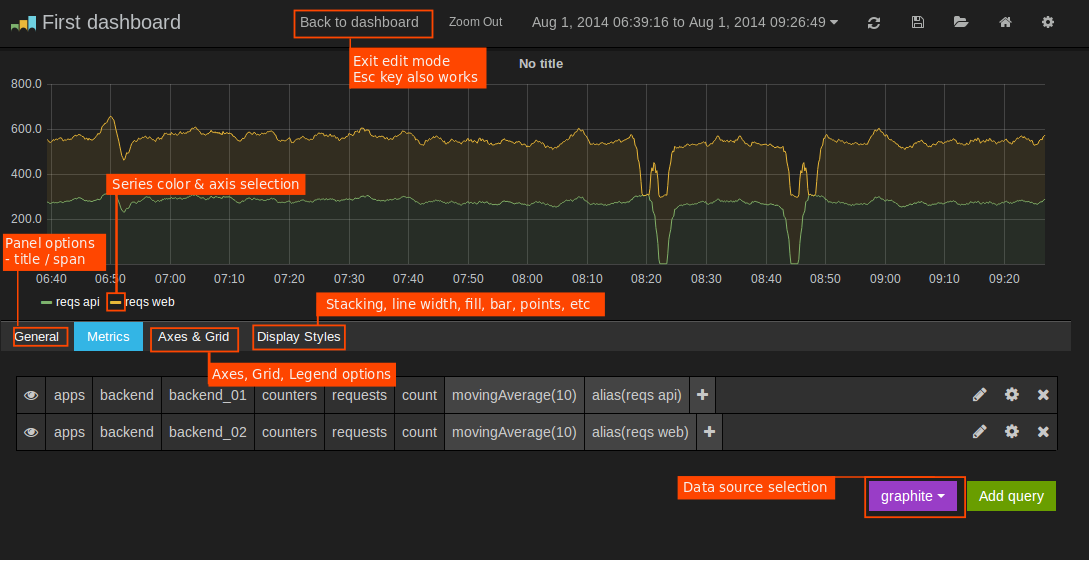 First dashboard
Back to dashboard
Zoom Out
Aug 1, 2014 06:39:16 to Aug 1, 2014 09:26:49
Exit edit mode
Esc key also works
No title
800.0
600.0
400.0
200.0
Series color & axis selection
Panel options
- title / span
06:40 06:50 07:00 07:10 07:20 07:30 07:40 07:50 08:00 08:10 08:20 08:30 08:40 08:50 09:00 09:10 09:20
reqs api reqs web
Stacking, line width, fill, bar, points, etc
General Metrics Axes & Grid Display Styles
Axes, Grid, Legend options
apps backend backend_01 counters requests count movingAverage(10) alias(reqs api)
apps backend backend_02 counters requests count movingAverage(10) alias(reqs web)
Data source selection
graphite
Add query